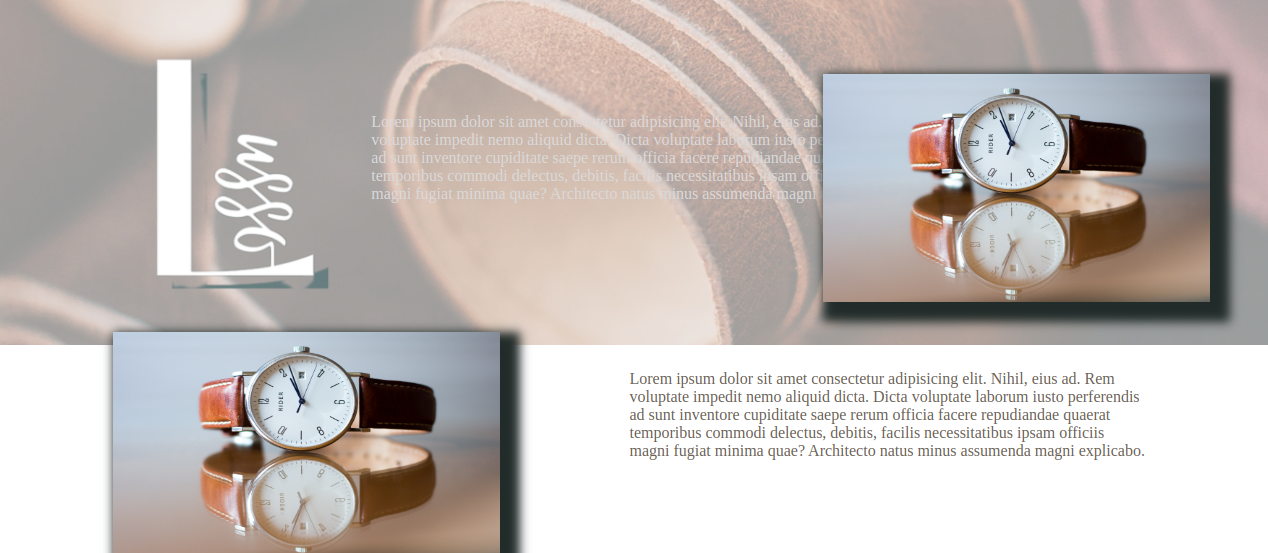 Lossm
Lorem ipsum dolor sit amet consectetur adipisicing elit. Nihil, eius ad.
voluptate impedit nemo aliquid dicta. Dicta voluptate laborum iusto pe
ad sunt inventore cupiditate saepe rerum officia facere repudiandae qu
temporibus commodi delectus, debitis, facilis necessitatibus ipsam off
magni fugiat minima quae? Architecto natus minus assumenda magni
RIDER
RIDER
Lorem ipsum dolor sit amet consectetur adipisicing elit. Nihil, eius ad. Rem
voluptate impedit nemo aliquid dicta. Dicta voluptate laborum iusto perferendis
ad sunt inventore cupiditate saepe rerum officia facere repudiandae quaerat
temporibus commodi delectus, debitis, facilis necessitatibus ipsam officiis
magni fugiat minima quae? Architecto natus minus assumenda magni explicabo.